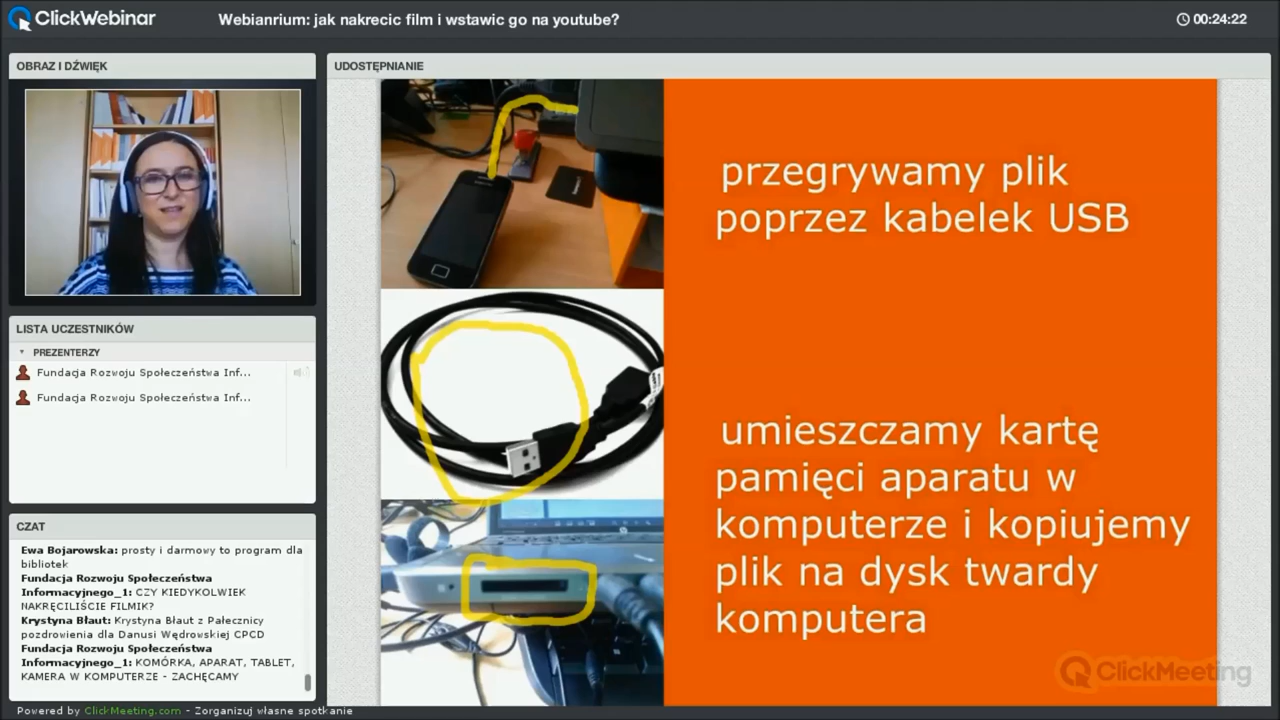 ClickWebinar
Webianrium: jak nakrecic film i wstawic go na youtube?
00:24:22
OBRAZ I DŹWIĘK
LISTA UCZESTNIKÓW
PREZENTERZY
Fundacja Rozwoju Społeczeństwa Inf...
Fundacja Rozwoju Społeczeństwa Inf...
CZAT
Ewa Bojarowska: prosty i darmowy to program dla
bibliotek
Fundacja Rozwoju Społeczeństwa
Informacyjnego_1: CZY KIEDYKOLWIEK
NAKRĘCILIŚCIE FILMIK?
Krystyna Błaut: Krystyna Błaut z Pałecznicy
pozdrowienia dla Danusi Wędrowskiej CPCD
Fundacja Rozwoju Społeczeństwa
Informacyjnego_1: KOMÓRKA, APARAT, TABLET,
KAMERA W KOMPUTERZE - ZACHĘCAMY
UDOSTĘPNIANIE
przegrywamy plik
poprzez kabelek USB
umieszczamy kartę
pamięci aparatu w
komputerze i kopiujemy
plik na dysk twardy
komputera
ClickMeeting
Powered by ClickMeeting.com - Zorganizuj własne spotkanie